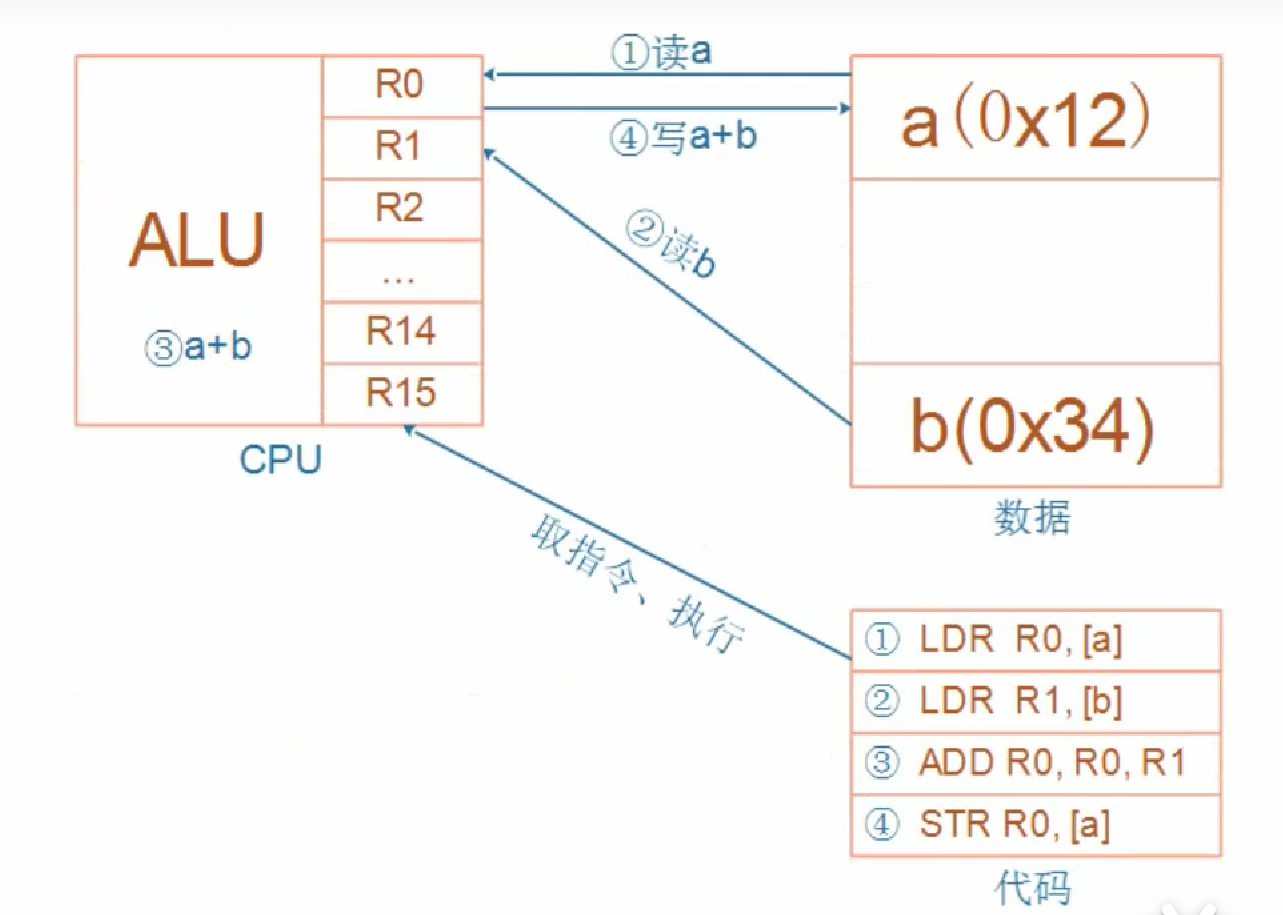 ①读a
④写a+b
②读b
ALU
③a+b
R0
R1
R2
...
R14
R15
CPU
a(0x12)
b(0x34)
数据
取指令、执行
① LDR R0, [a]
② LDR R1, [b]
③ ADD R0, R0, R1
④ STR R0, [a]
代码